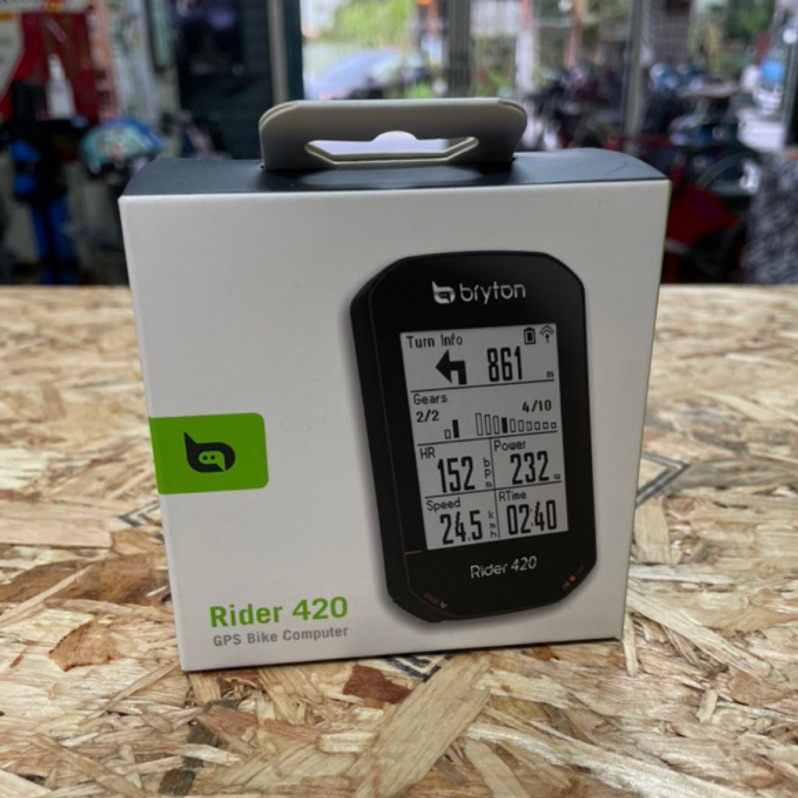 bryton
Turn Info
861 m
Gears
2/2 4/10
HR Power
152 bpm 232 w
Speed RTime
24.5 kmh 02:40
Rider 420
Rider 420
GPS Bike Computer